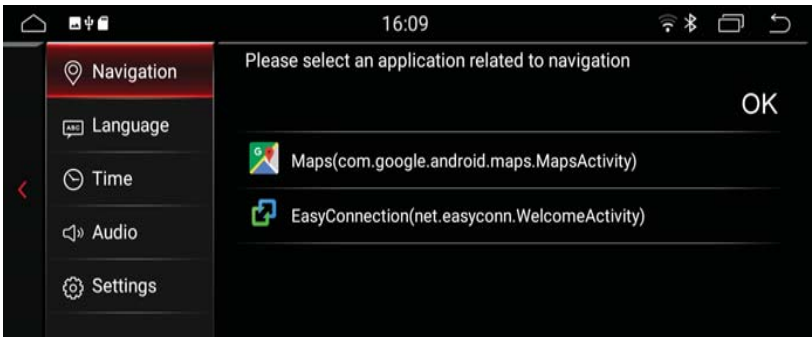 16:09
Navigation
Please select an application related to navigation
OK
ABC Language
Maps(com.google.android.maps.MapsActivity)
Time
EasyConnection(net.easyconn.WelcomeActivity)
Audio
Settings